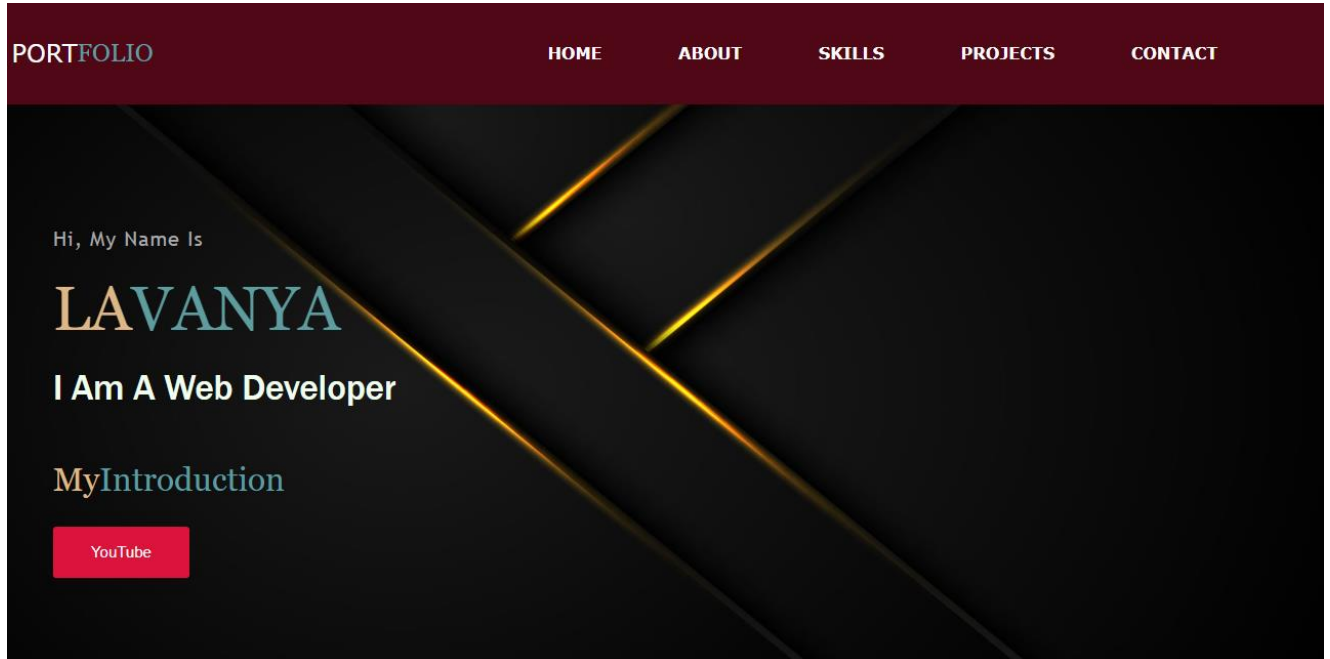 PORTFOLIO HOME ABOUT SKILLS PROJECTS CONTACT
Hi, My Name Is
LAVANYA
I Am A Web Developer
MyIntroduction
YouTube